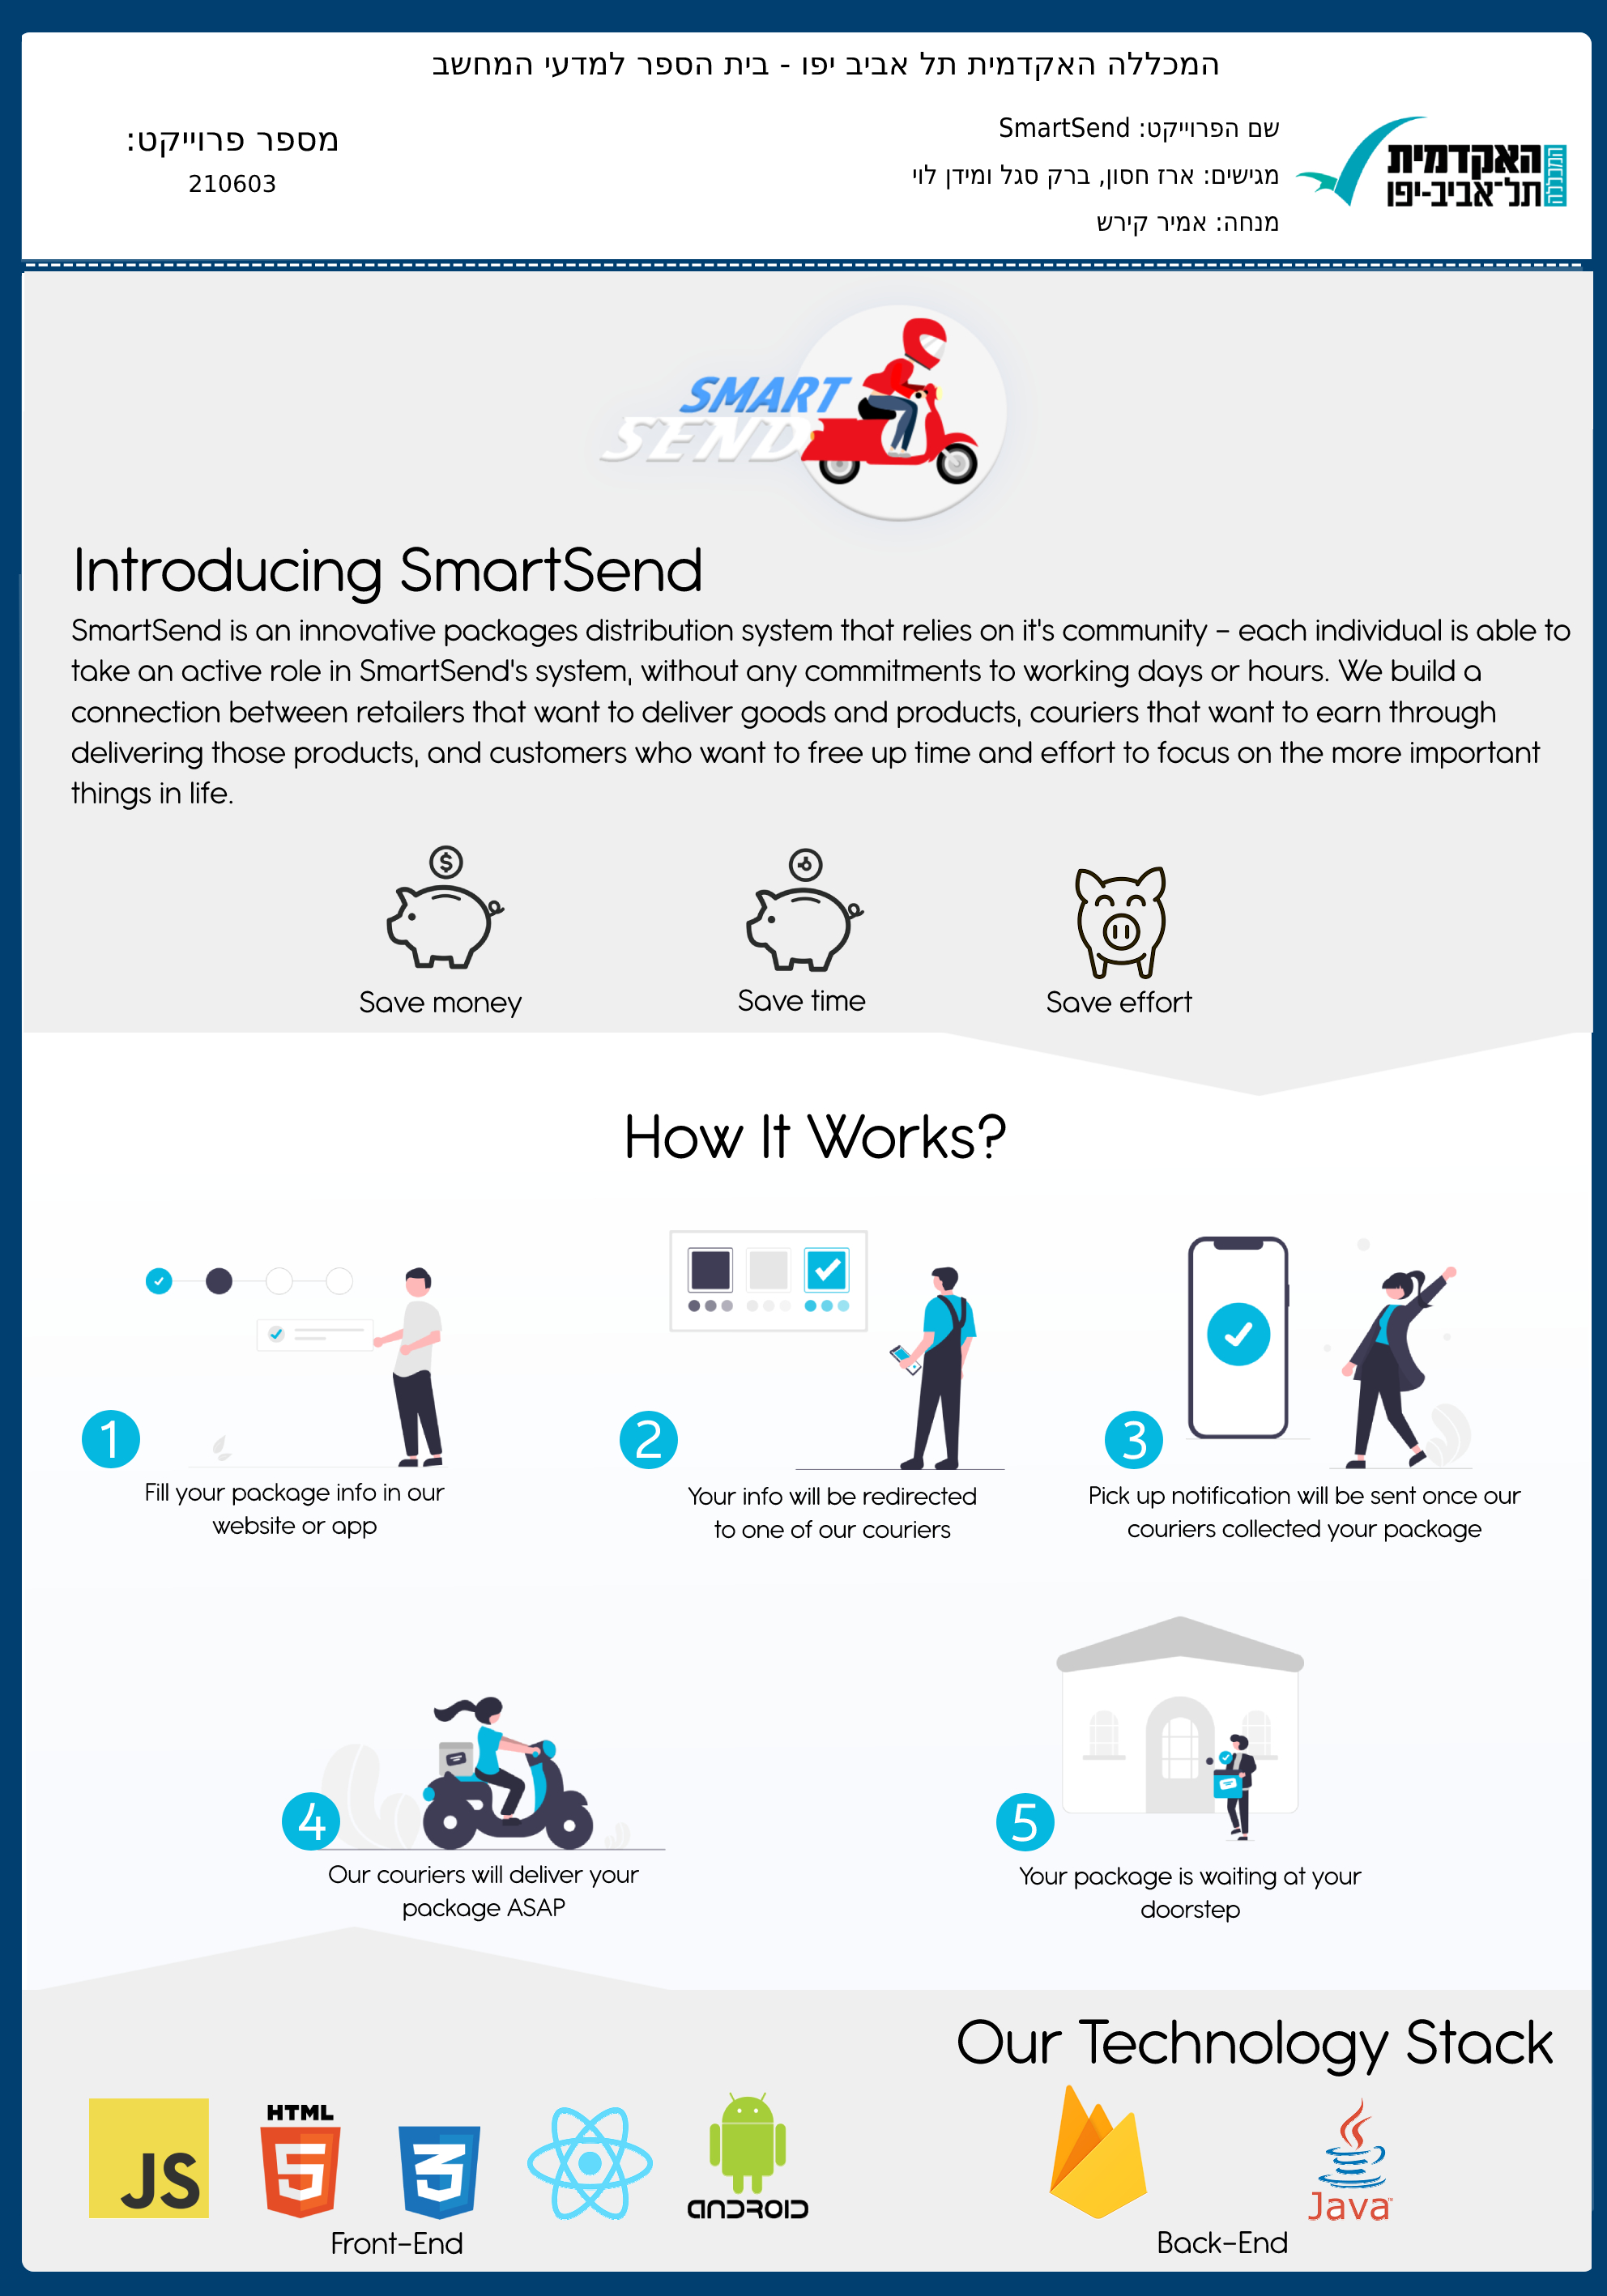 המכללה האקדמית תל אביב יפו - בית הספר למדעי המחשב
המכללה
האקדמית
תל-אביב-יפו
שם הפרוייקט: SmartSend
מגישים: ארז חסון, ברק סגל ומידן לוי
מנחה: אמיר קירש
מספר פרוייקט:
210603
SMART
SEND
Introducing SmartSend
SmartSend is an innovative packages distribution system that relies on it's community – each individual is able to
take an active role in SmartSend's system, without any commitments to working days or hours. We build a
connection between retailers that want to deliver goods and products, couriers that want to earn through
delivering those products, and customers who want to free up time and effort to focus on the more important
things in life.
$
Save money
Save time
Save effort
How It Works?
1
Fill your package info in our
website or app
2
Your info will be redirected
to one of our couriers
3
Pick up notification will be sent once our
couriers collected your package
4
Our couriers will deliver your
package ASAP
5
Your package is waiting at your
doorstep
Our Technology Stack
JS
HTML
5
3
ANDROID
Front-End
Java™
Back-End